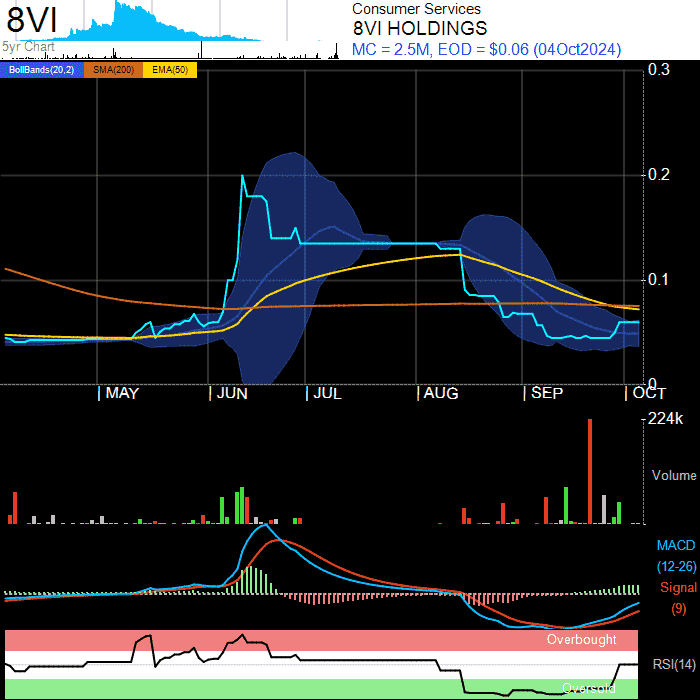 8VI
Consumer Services
8VI HOLDINGS
5yr Chart
MC = 2.5M, EOD = $0.06 (04Oct2024)
BollBands(20,2) SMA(200) EMA(50)
0.3
0.2
0.1
0
MAY JUN JUL AUG SEP OCT
224k
Volume
MACD
(12-26)
Signal
(9)
Overbought
RSI(14)
Oversold